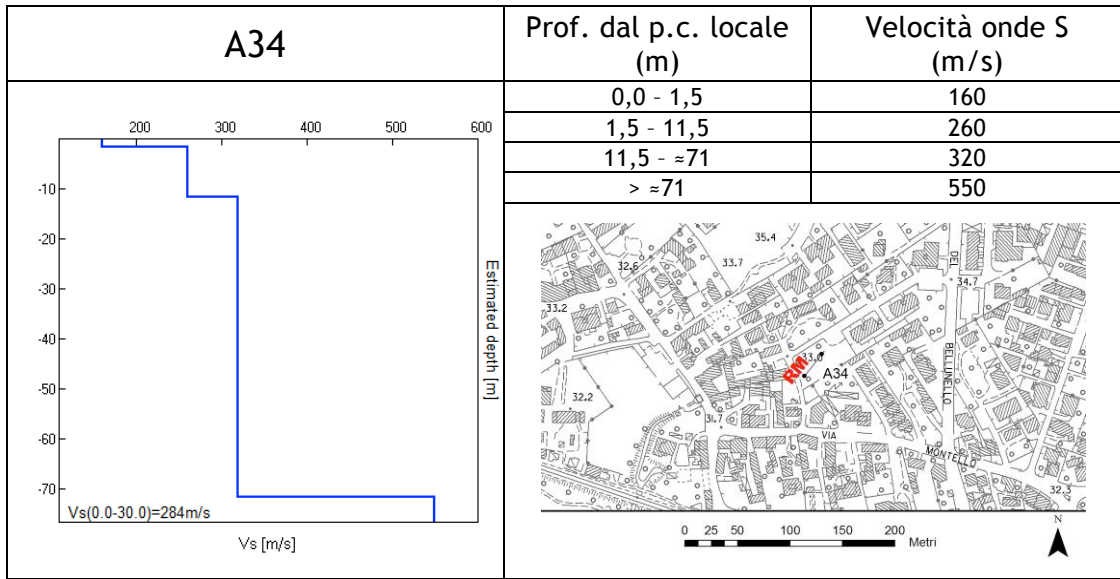 A34
Prof. dal p.c. locale
(m)
Velocità onde S
(m/s)
0,0 – 1,5
160
1,5 – 11,5
260
11,5 – ≈71
320
> ≈71
550
200 300 400 500 600
-10
-20
-30
-40
-50
-60
-70
Estimated depth [m]
Vs(0.0-30.0)=284m/s
Vs [m/s]
35.4
32.6
33.7
DEL
34.7
33.2
BELLUNELLO
RM
A34
32.2
31.7
VIA
MONTELLO
32.3
N
0 25 50 100 150 200
Metri